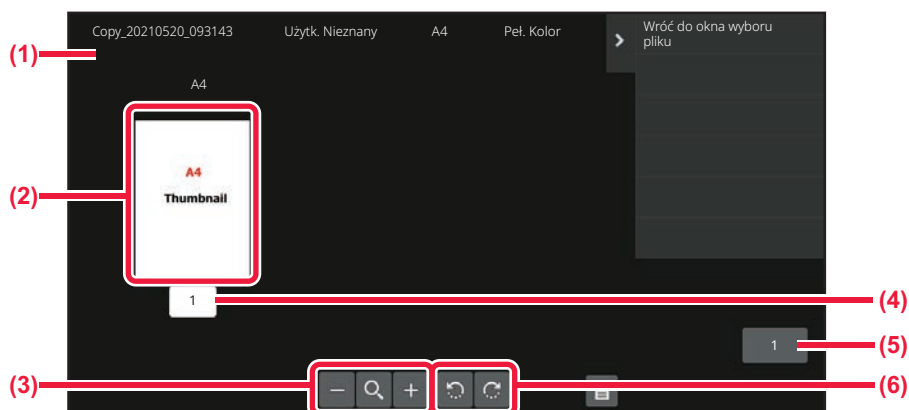 Copy_20210520_093143 Użytk. Nieznany A4 Peł. Kolor
Wróć do okna wyboru
pliku
(1)
A4
(2)
A4
Thumbnail
1
(4)
1
(5)
(3)
(6)